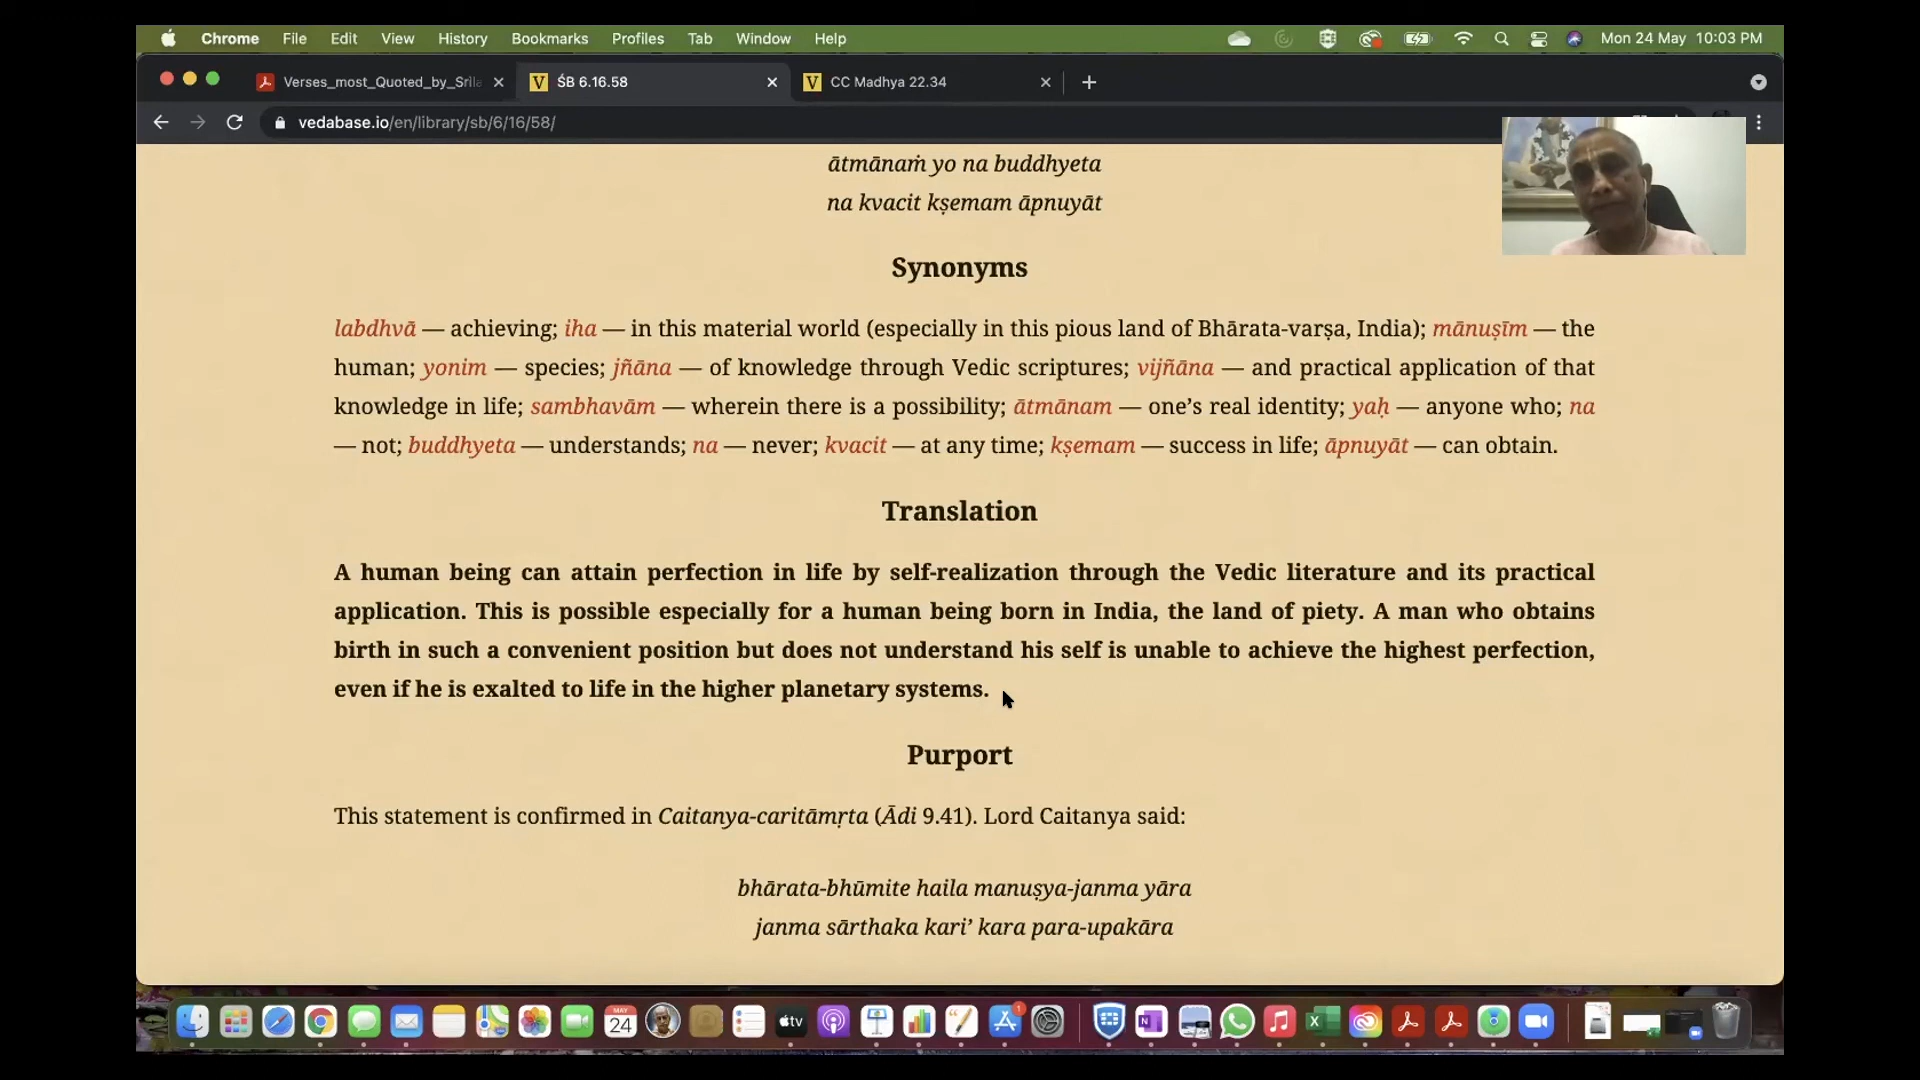 Chrome File Edit View History Bookmarks Profiles Tab Window Help Mon 24 May 10:03 PM
Verses_most_Quoted_by_Srila ŚB 6.16.58 CC Madhya 22.34
vedabase.io/en/library/sb/6/16/58/
ātmānaṁ yo na buddhyeta
na kvacit kṣemam āpnuyāt
Synonyms
labdhvā — achieving; iha — in this material world (especially in this pious land of Bhārata-varṣa, India); mānuṣīm — the
human; yonim — species; jñāna — of knowledge through Vedic scriptures; vijñāna — and practical application of that
knowledge in life; sambhavām — wherein there is a possibility; ātmānam — one’s real identity; yaḥ — anyone who; na
— not; buddhyeta — understands; na — never; kvacit — at any time; kṣemam — success in life; āpnuyāt — can obtain.
Translation
A human being can attain perfection in life by self-realization through the Vedic literature and its practical
application. This is possible especially for a human being born in India, the land of piety. A man who obtains
birth in such a convenient position but does not understand his self is unable to achieve the highest perfection,
even if he is exalted to life in the higher planetary systems.
Purport
This statement is confirmed in Caitanya-caritāmṛta (Ādi 9.41). Lord Caitanya said:
bhārata-bhūmite haila manuṣya-janma yāra
janma sārthaka kari’ kara para-upakāra
MAY
24
tv
1